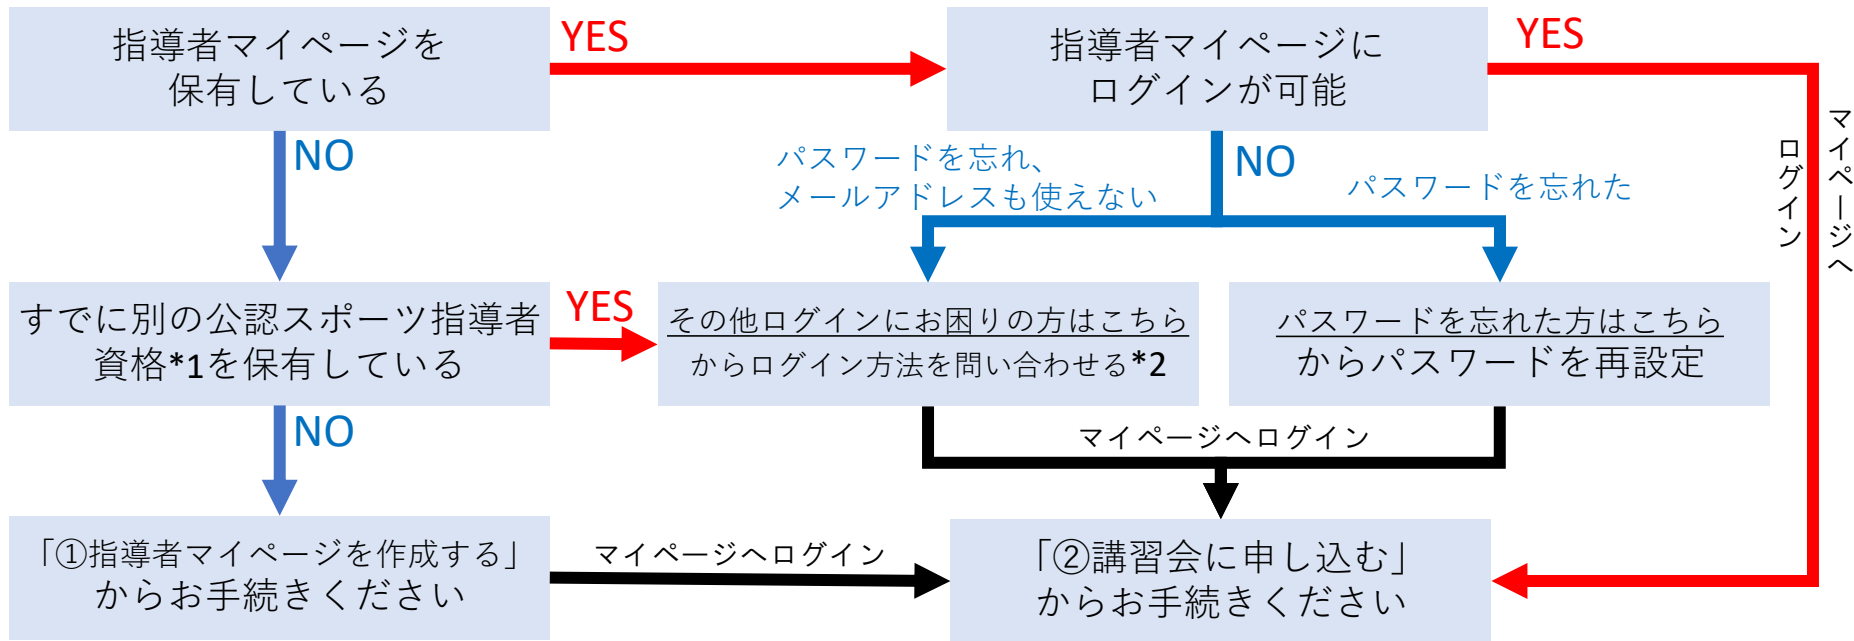 指導者マイページを
保有している
YES
指導者マイページに
ログインが可能
YES
マイページへ
ログイン
NO
パスワードを忘れ、
メールアドレスも使えない
NO
パスワードを忘れた
すでに別の公認スポーツ指導者
資格*1を保有している
YES
その他ログインにお困りの方はこちら
からログイン方法を問い合わせる*2
パスワードを忘れた方はこちら
からパスワードを再設定
NO
マイページへログイン
「①指導者マイページを作成する」
からお手続きください
マイページへログイン
「②講習会に申し込む」
からお手続きください